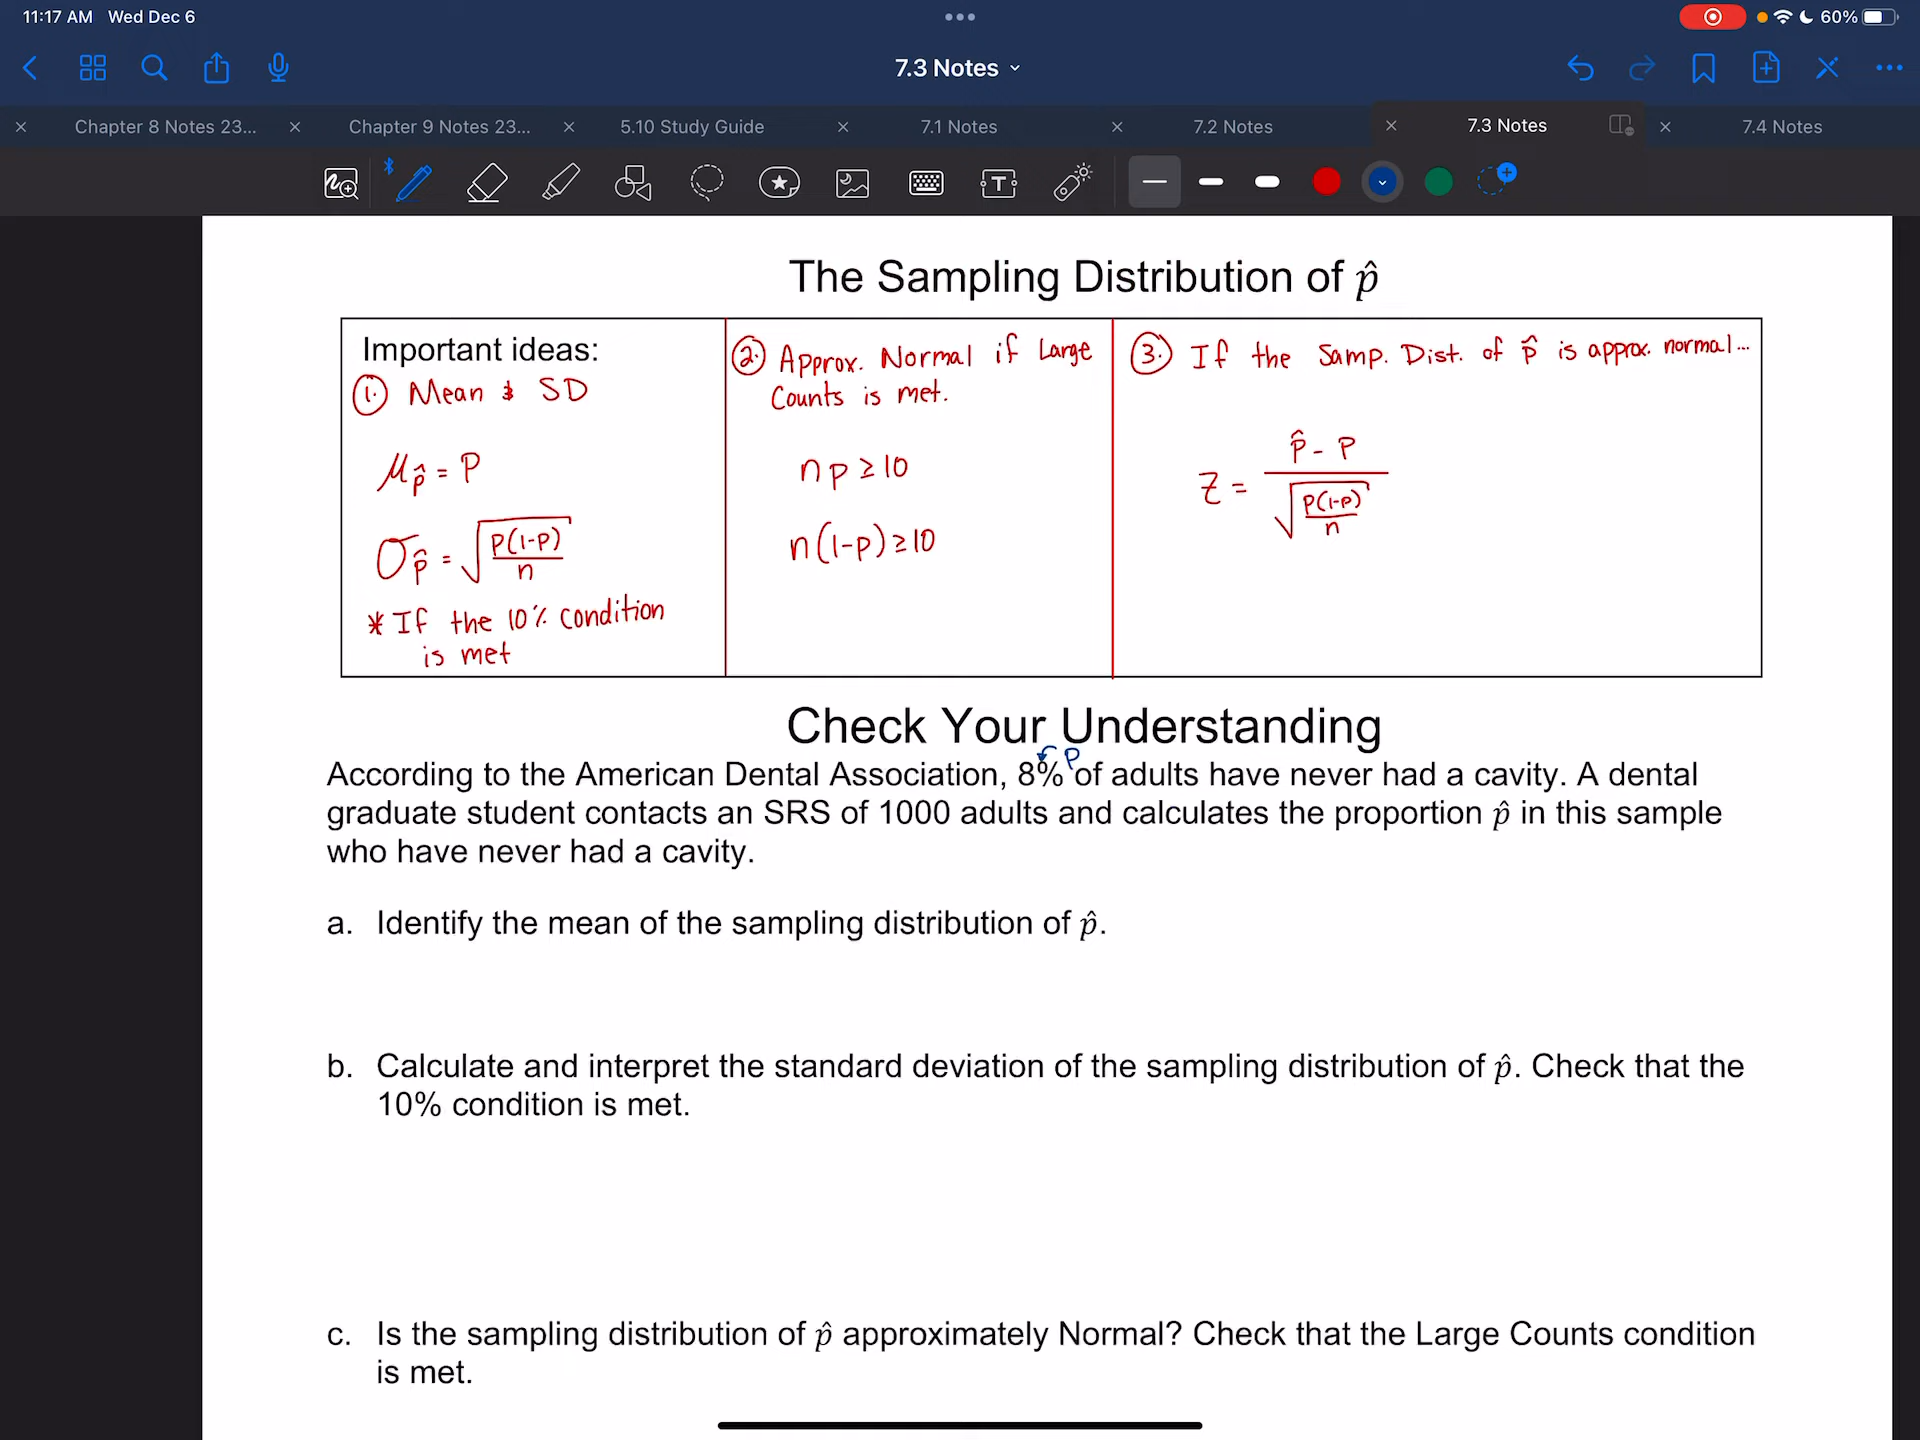 11:17 AM Wed Dec 6
60%
7.3 Notes
Chapter 8 Notes 23...
Chapter 9 Notes 23...
5.10 Study Guide
7.1 Notes
7.2 Notes
7.3 Notes
7.4 Notes
The Sampling Distribution of p̂
Important ideas:
① Mean & SD
μp̂ = P
σp̂ = √(P(1-P)/n)
* If the 10% condition
is met
② Approx. Normal if Large
Counts is met.
np ≥ 10
n(1-p) ≥ 10
③ If the Samp. Dist. of p̂ is approx. normal...
Z = (p̂ - P)/√(P(1-P)/n)
Check Your Understanding
P
According to the American Dental Association, 8% of adults have never had a cavity. A dental
graduate student contacts an SRS of 1000 adults and calculates the proportion p̂ in this sample
who have never had a cavity.
a. Identify the mean of the sampling distribution of p̂.
b. Calculate and interpret the standard deviation of the sampling distribution of p̂. Check that the
10% condition is met.
c. Is the sampling distribution of p̂ approximately Normal? Check that the Large Counts condition
is met.